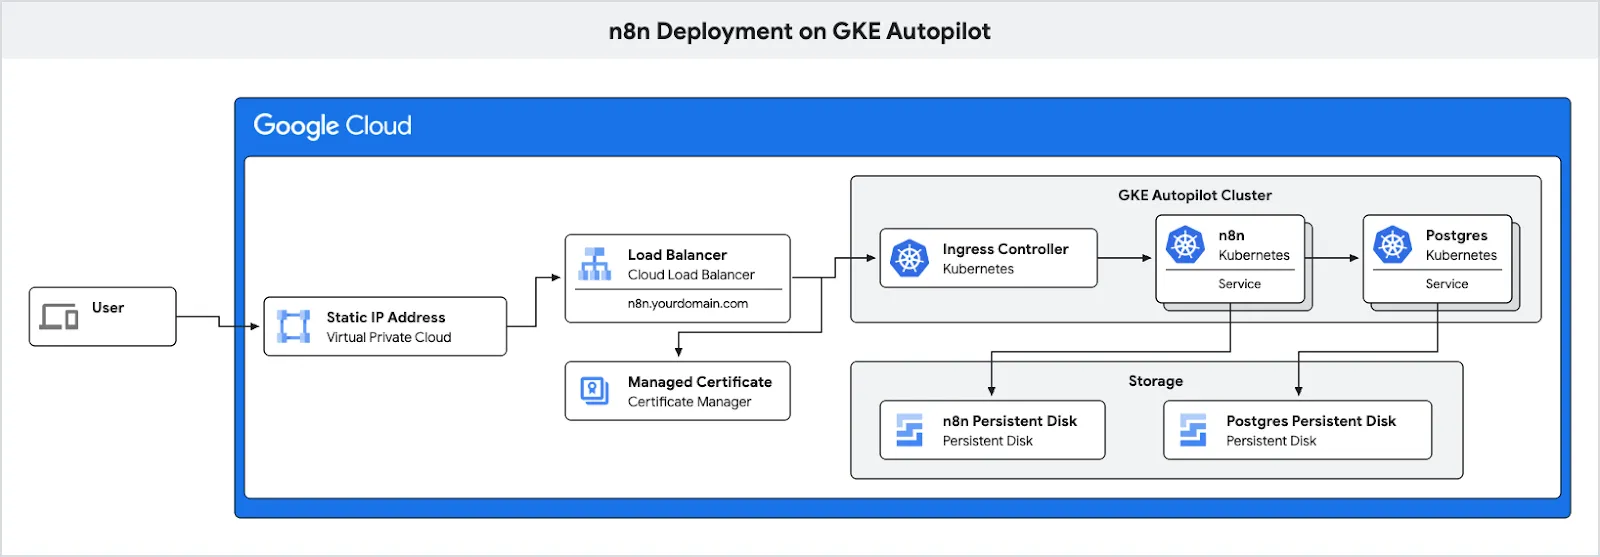 n8n Deployment on GKE Autopilot
Google Cloud
User
Static IP Address
Virtual Private Cloud
Load Balancer
Cloud Load Balancer
n8n.yourdomain.com
Managed Certificate
Certificate Manager
GKE Autopilot Cluster
Ingress Controller
Kubernetes
n8n
Kubernetes
Service
Postgres
Kubernetes
Service
Storage
n8n Persistent Disk
Persistent Disk
Postgres Persistent Disk
Persistent Disk